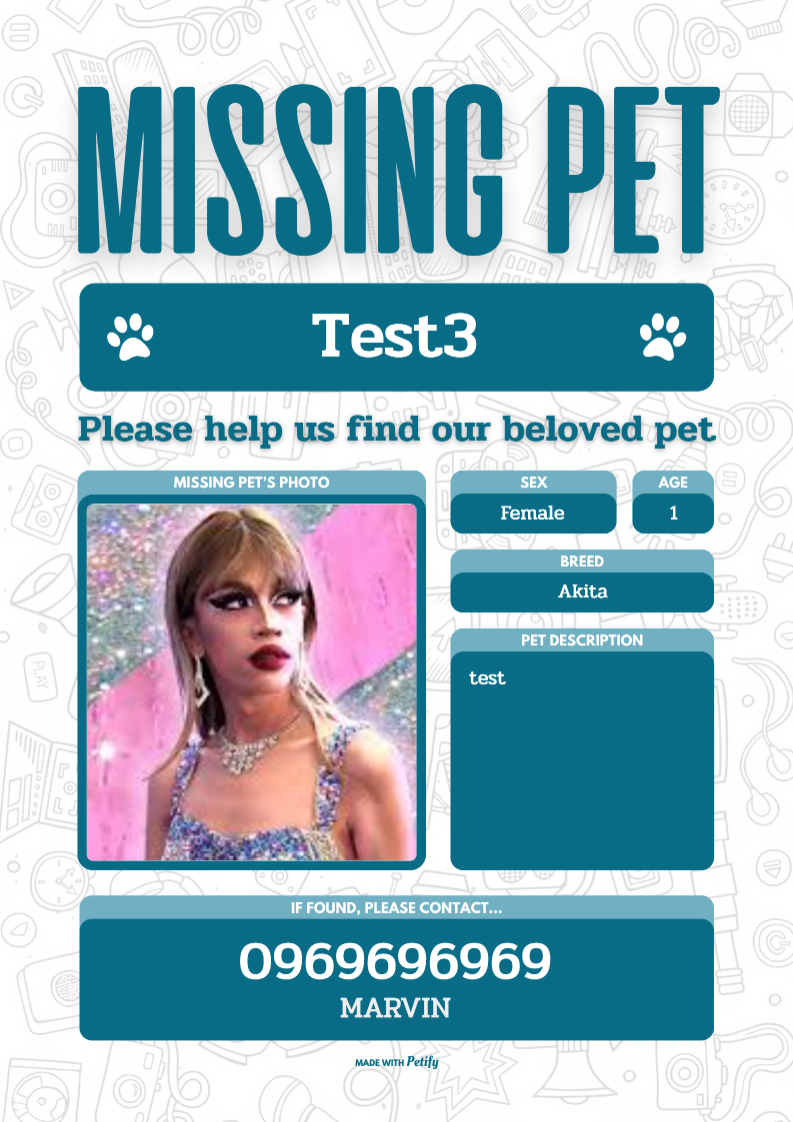 MISSING PET
Test3
Please help us find our beloved pet
MISSING PET'S PHOTO
SEX
Female
AGE
1
BREED
Akita
PET DESCRIPTION
test
IF FOUND, PLEASE CONTACT...
0969696969
MARVIN
MADE WITH Petify
PLAY